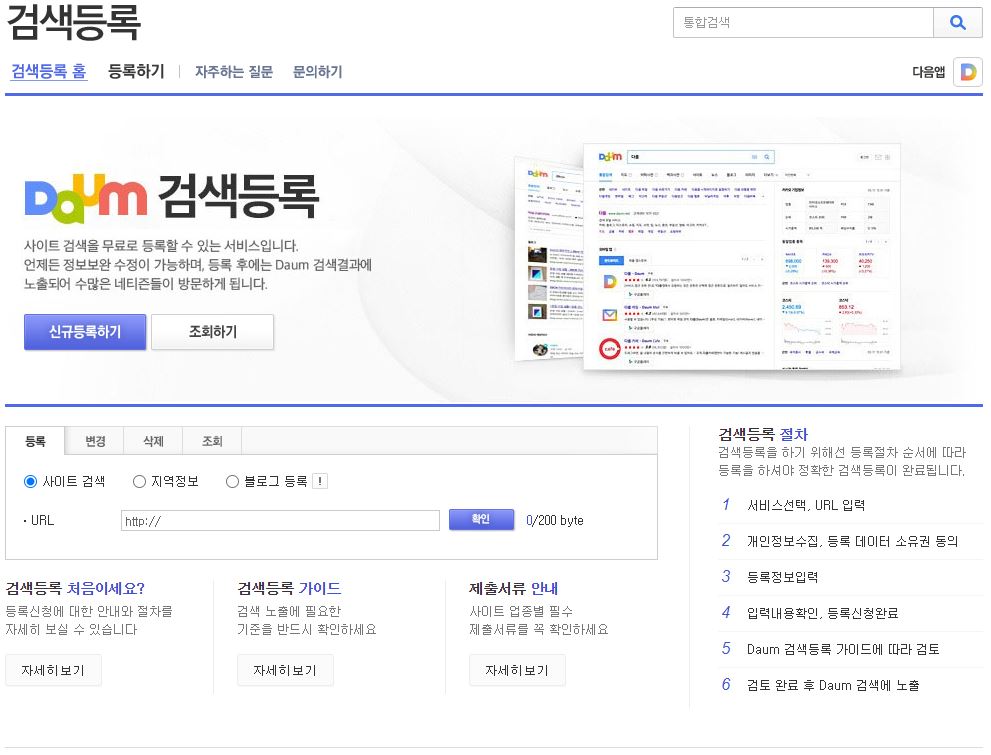 검색등록
통합검색
검색등록 홈 등록하기 자주하는 질문 문의하기
다음앱
Daum 검색등록
사이트 검색을 무료로 등록할 수 있는 서비스입니다.
언제든 정보보완 수정이 가능하며, 등록 후에는 Daum 검색결과에
노출되어 수많은 네티즌들이 방문하게 됩니다.
신규등록하기 조회하기
Daum
Daum 다음
등록 변경 삭제 조회
사이트 검색 지역정보 블로그 등록 !
· URL http:// 확인 0/200 byte
검색등록 처음이세요?
등록신청에 대한 안내와 절차를
자세히 보실 수 있습니다
자세히보기
검색등록 가이드
검색 노출에 필요한
기준을 반드시 확인하세요
자세히보기
제출서류 안내
사이트 업종별 필수
제출서류를 꼭 확인하세요
자세히보기
검색등록 절차
검색등록을 하기 위해선 등록절차 순서에 따라
등록을 하셔야 정확한 검색등록이 완료됩니다.
1 서비스선택, URL 입력
2 개인정보수집, 등록 데이터 소유권 동의
3 등록정보입력
4 입력내용확인, 등록신청완료
5 Daum 검색등록 가이드에 따라 검토
6 검토 완료 후 Daum 검색에 노출